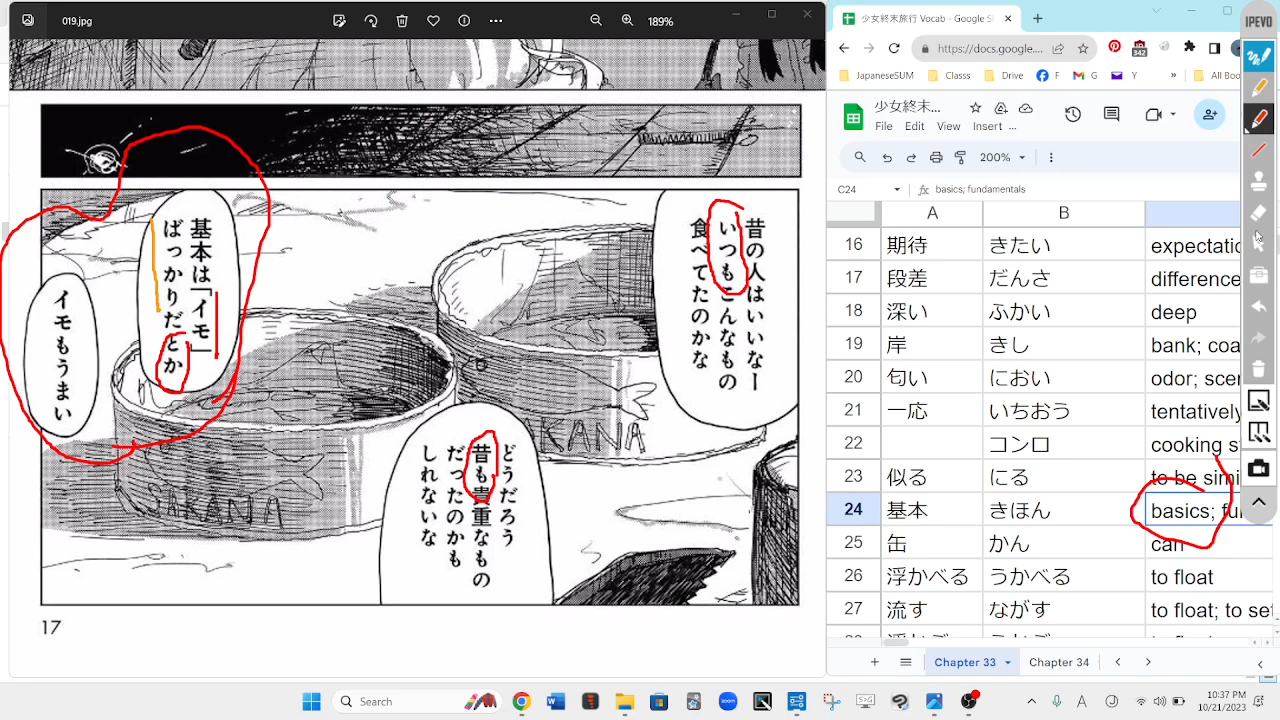 019.jpg
189%
昔の人はいいなー
いつもこんなもの
食べてたのかな
どうだろう
昔も貴重なもの
だったのかも
しれないな
基本は「イモ」
ばっかりだとか
イモもうまい
SAKANA
KANA
17
少女終末旅行 Vocab - Google S
https://docs.google....
JapaneseSUM
Classs
Drive
F
G
Y
All Boo
342
少女終末...
File Edit View Insert ...
200%
C24
fx basics; fundamentals
A B
16 期待 きたい expectatio
17 段差 だんさ difference
18 深い ふかい deep
19 岸 きし bank; coa
20 匂い におい odor; scer
21 一応 いちおう tentatively
22 コンロ cooking s
23 似る にる to be simi
24 基本 きほん basics; fu
25 缶 かん can
26 浮かべる うかべる to float
27 流す ながす to float; to set
Chapter 33
Chapter 34
IPEVO
Search
zoom
10:37 PM
10/21/2023